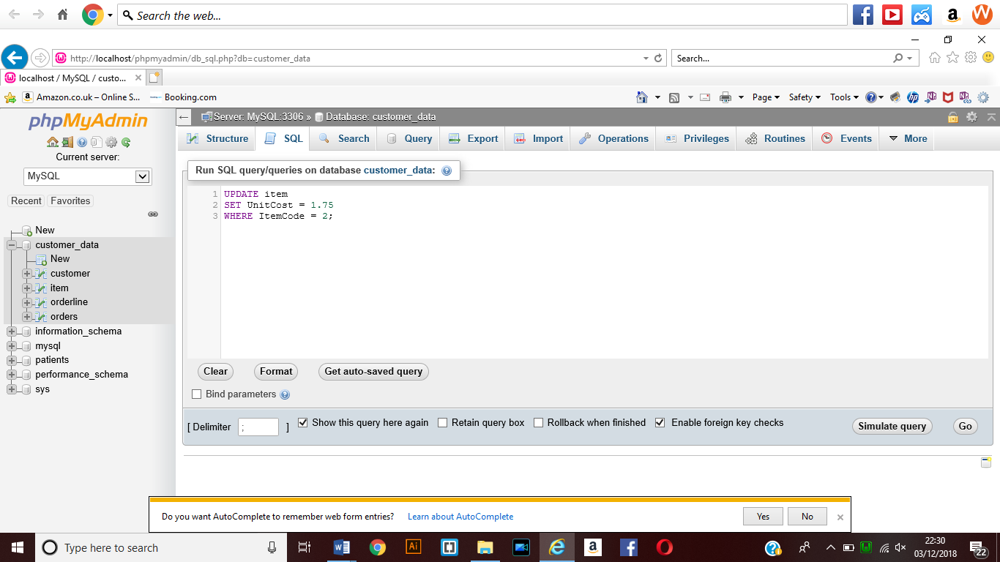 Search the web...
http://localhost/phpmyadmin/db_sql.php?db=customer_data
Search...
localhost / MySQL / custo...
Amazon.co.uk – Online S...
Booking.com
Page
Safety
Tools
phpMyAdmin
Server: MySQL:3306 » Database: customer_data
Structure
SQL
Search
Query
Export
Import
Operations
Privileges
Routines
Events
More
Current server:
MySQL
Recent
Favorites
New
customer_data
New
customer
item
orderline
orders
information_schema
mysql
patients
performance_schema
sys
Run SQL query/queries on database customer_data:
1 UPDATE item
2 SET UnitCost = 1.75
3 WHERE ItemCode = 2;
Clear
Format
Get auto-saved query
Bind parameters
[ Delimiter ; ]
Show this query here again
Retain query box
Rollback when finished
Enable foreign key checks
Simulate query
Go
Do you want AutoComplete to remember web form entries?
Learn about AutoComplete
Yes
No
Type here to search
22:30
03/12/2018
22